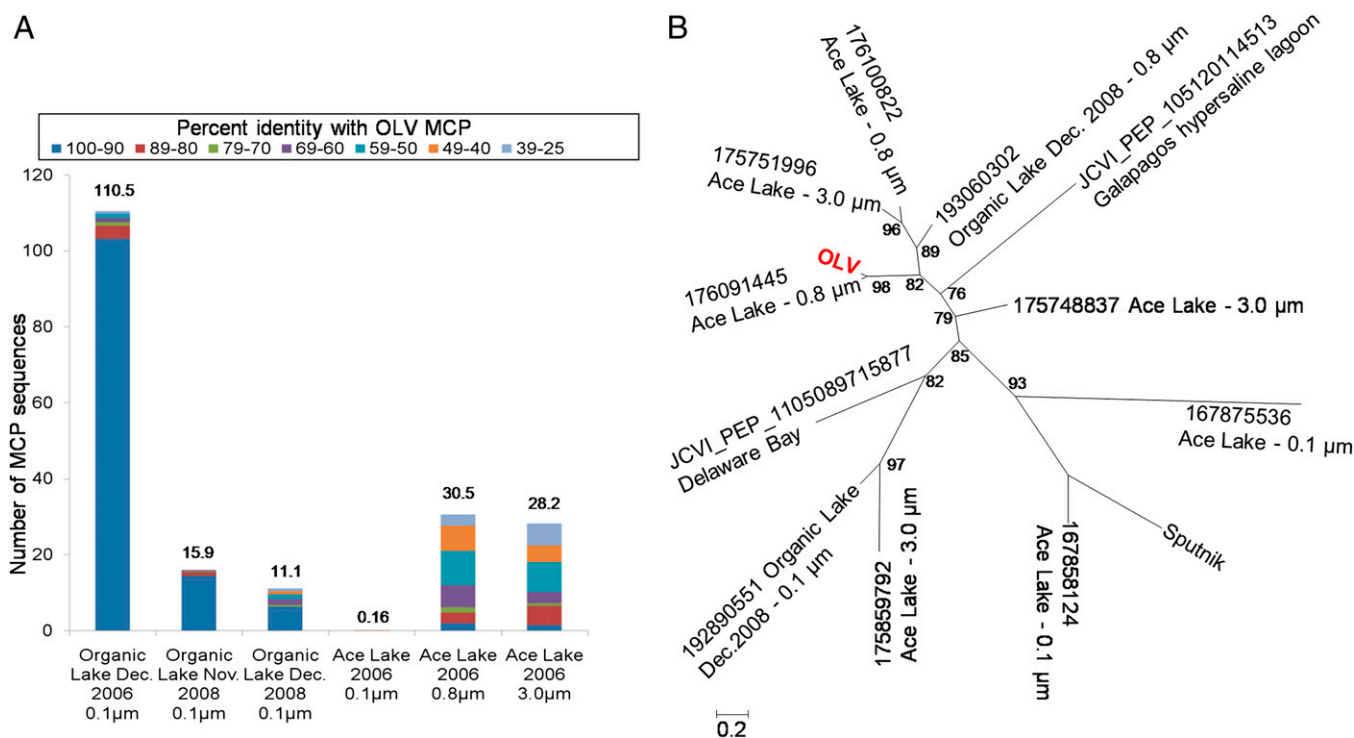 A
Percent identity with OLV MCP
100-90 89-80 79-70 69-60 59-50 49-40 39-25
Number of MCP sequences
120
100
80
60
40
20
0
110.5
15.9
11.1
0.16
30.5
28.2
Organic
Lake Dec.
2006
0.1µm
Organic
Lake Nov.
2008
0.1µm
Organic
Lake Dec.
2008
0.1µm
Ace Lake
2006
0.1µm
Ace Lake
2006
0.8µm
Ace Lake
2006
3.0µm
B
176100822
Ace Lake - 0.8 µm
193060302
Organic Lake Dec. 2008 - 0.8 µm
JCVI_PEP_105120114513
Galapagos hypersaline lagoon
175751996
Ace Lake - 3.0 µm
96
89
OLV
176091445
Ace Lake - 0.8 µm
98
82
76
79
175748837 Ace Lake - 3.0 µm
85
82
93
JCVI_PEP_1105089715877
Delaware Bay
167875536
Ace Lake - 0.1 µm
97
192890551 Organic Lake
Dec.2008 - 0.1 µm
175859792
Ace Lake - 3.0 µm
167858124
Ace Lake - 0.1 µm
Sputnik
0.2